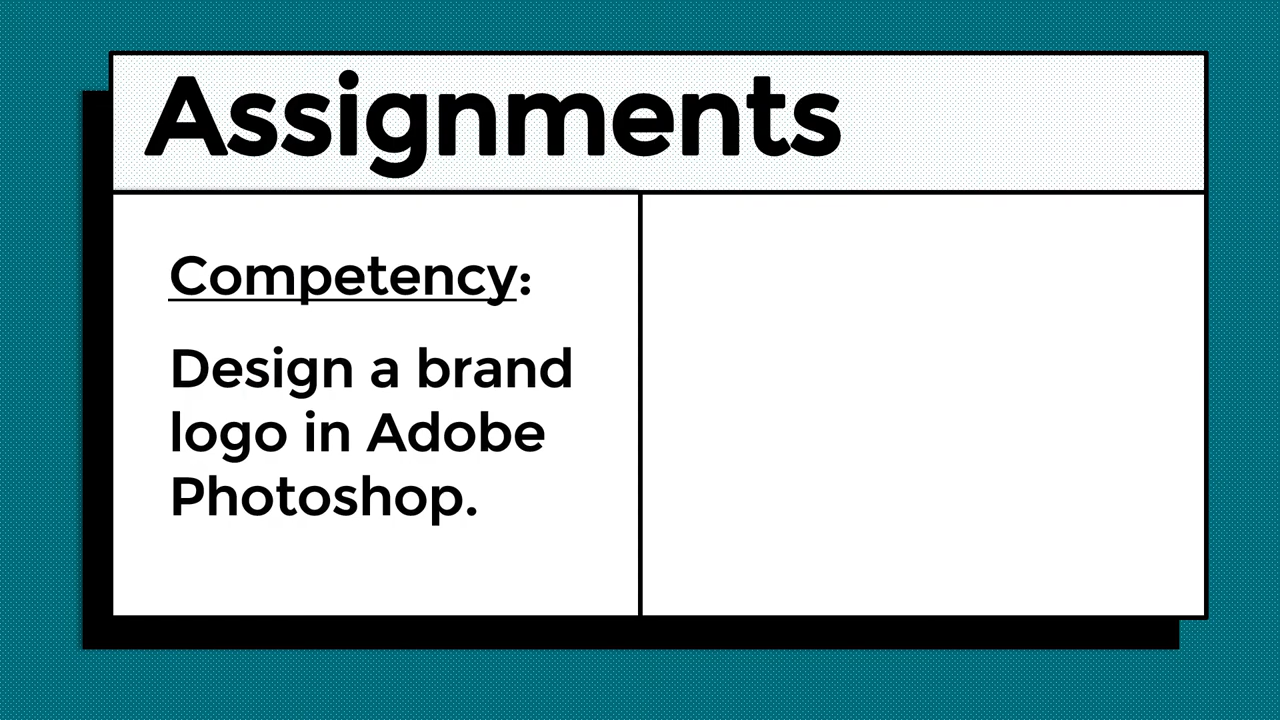 Assignments
Competency:
Design a brand
logo in Adobe
Photoshop.